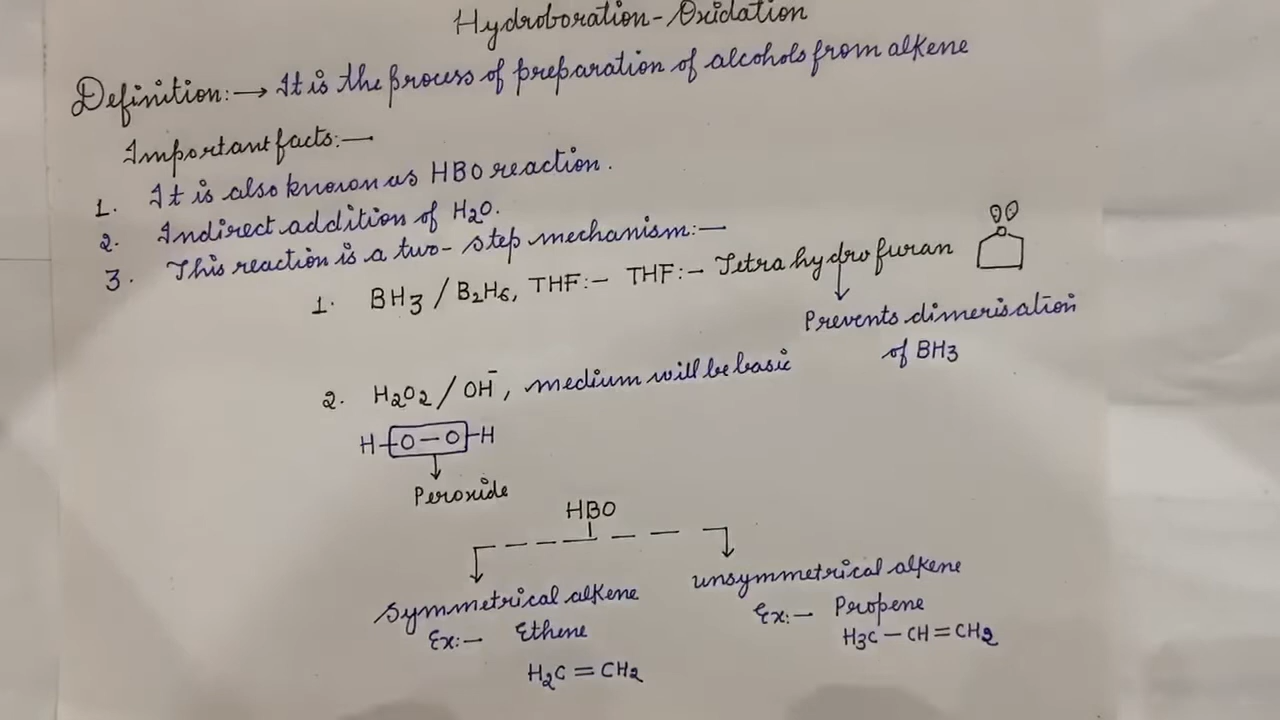 Hydroboration-Oxidation
Definition:→ It is the process of preparation of alcohols from alkene
Important facts:—
1. It is also known as HBO reaction.
2. Indirect addition of H2O.
3. This reaction is a two-step mechanism:—
1. BH3 / B2H6, THF:— THF:— Tetrahydrofuran
O
Prevents dimerisation
of BH3
2. H2O2 / OH⁻, medium will be basic
H-O-O-H
Peroxide
HBO
Symmetrical alkene
Ex:— Ethene
H2C=CH2
unsymmetrical alkene
Ex:— Propene
H3C-CH=CH2